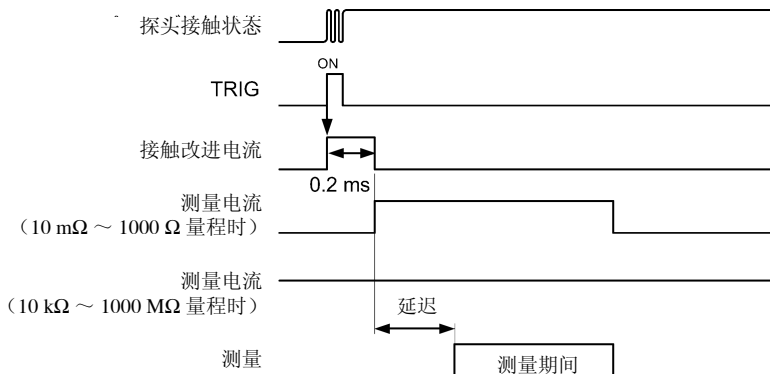 探头接触状态
ON
TRIG
接触改进电流
0.2 ms
测量电流
（10 mΩ ～ 1000 Ω 量程时）
测量电流
（10 kΩ ～ 1000 MΩ 量程时）
延迟
测量
测量期间